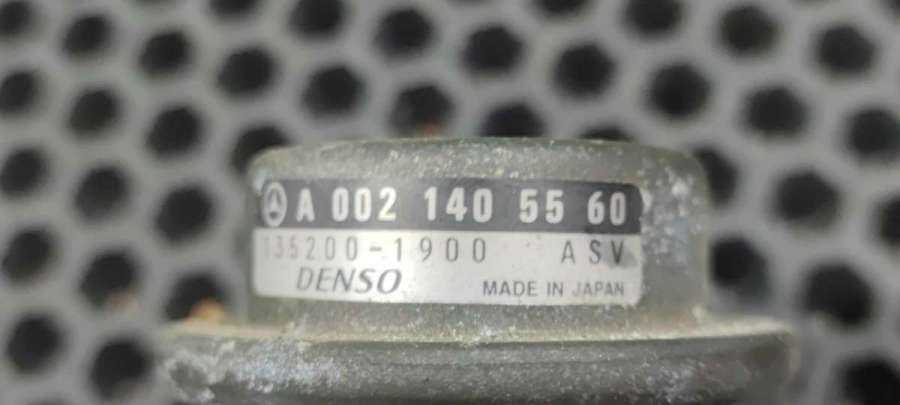 A 002 140 55 60
135200-1900 ASV
DENSO MADE IN JAPAN